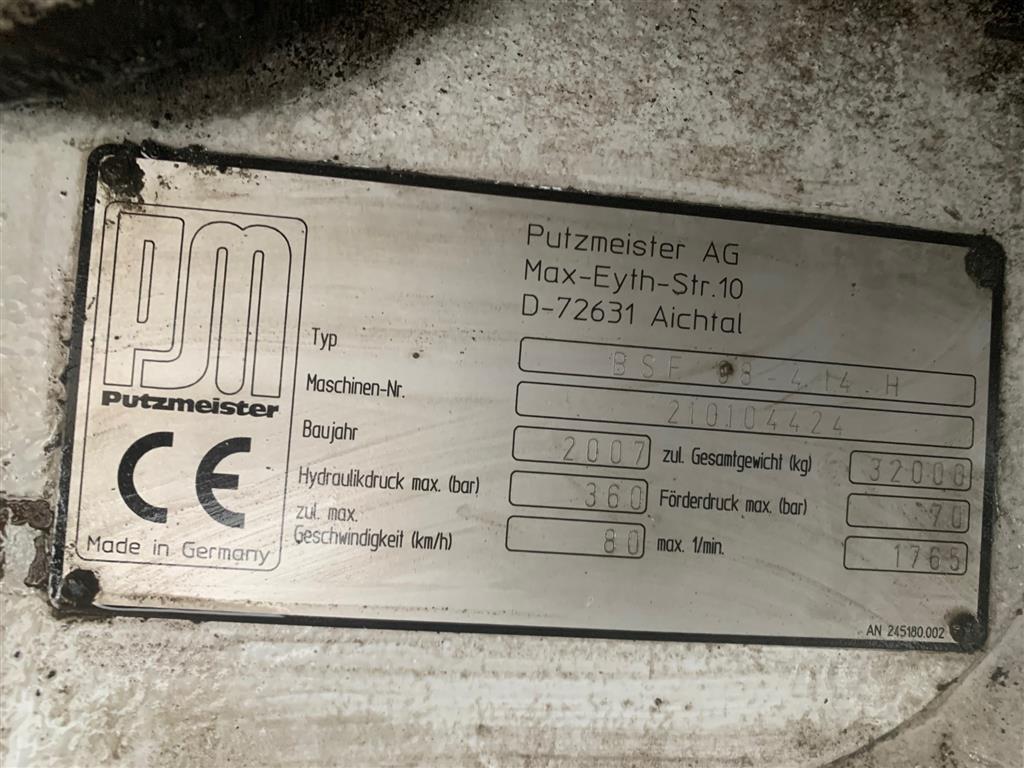 Putzmeister AG
Max-Eyth-Str.10
D-72631 Aichtal
PM
Putzmeister
CE
Made in Germany
Typ BSF 4.14 H
Maschinen-Nr. 210104424
Baujahr 2007 zul. Gesamtgewicht (kg) 32000
Hydraulikdruck max. (bar) 360 Förderdruck max. (bar) 70
zul. max.
Geschwindigkeit (km/h) 80 max. 1/min. 1765
AN 245180.002